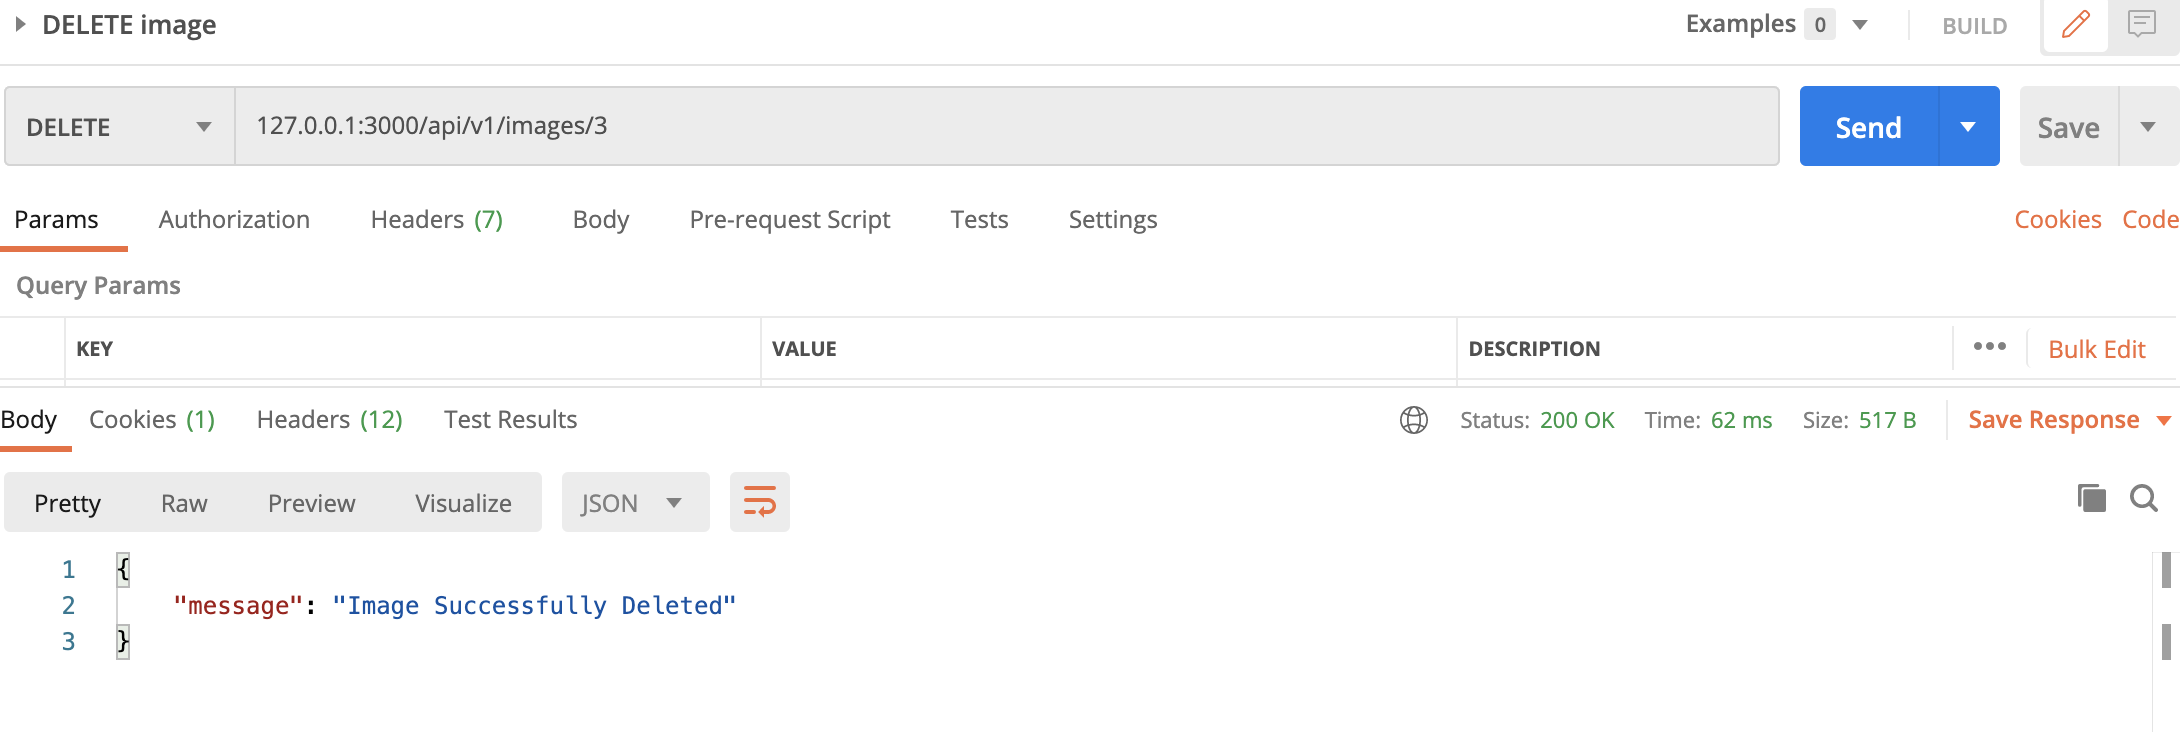 DELETE image
Examples 0 BUILD
DELETE 127.0.0.1:3000/api/v1/images/3 Send Save
Params Authorization Headers (7) Body Pre-request Script Tests Settings Cookies Code
Query Params
KEY VALUE DESCRIPTION ••• Bulk Edit
Body Cookies (1) Headers (12) Test Results Status: 200 OK Time: 62 ms Size: 517 B Save Response
Pretty Raw Preview Visualize JSON
1 {
2 "message": "Image Successfully Deleted"
3 }